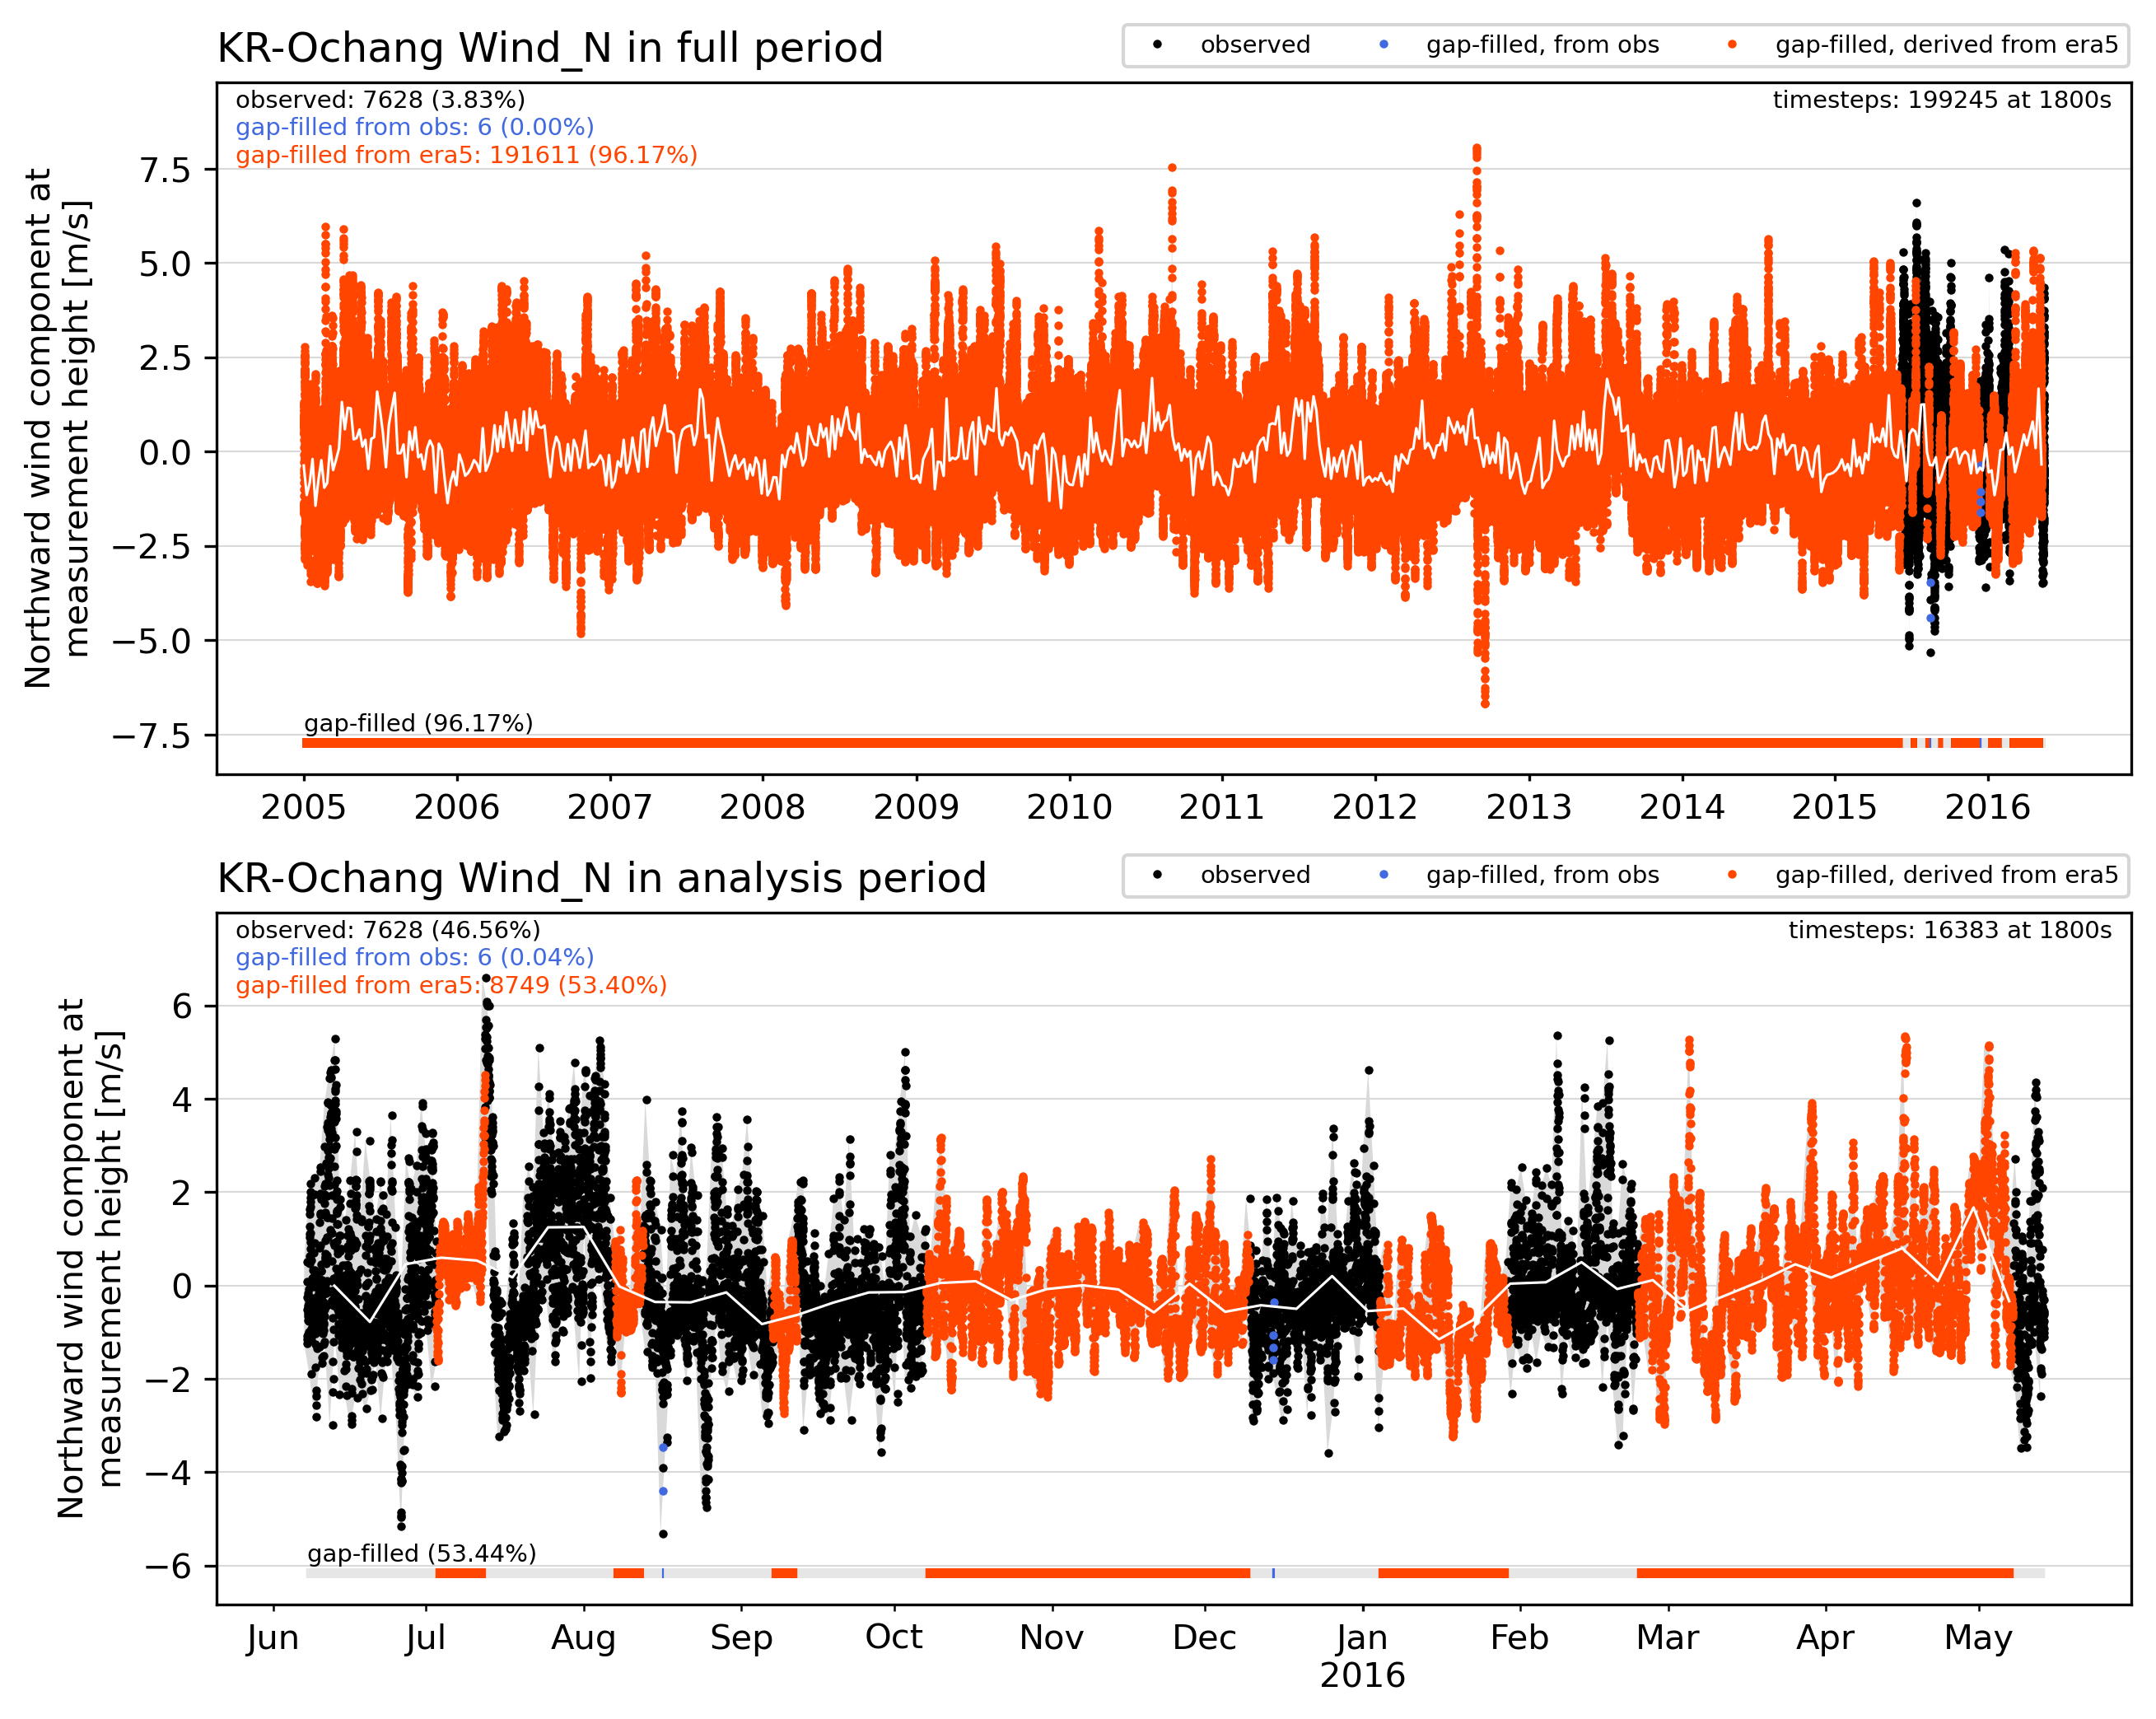 KR-Ochang Wind_N in full period
observed
gap-filled, from obs
gap-filled, derived from era5
observed: 7628 (3.83%)
gap-filled from obs: 6 (0.00%)
gap-filled from era5: 191611 (96.17%)
timesteps: 199245 at 1800s
Northward wind component at
measurement height [m/s]
7.5
5.0
2.5
0.0
−2.5
−5.0
−7.5
gap-filled (96.17%)
2005 2006 2007 2008 2009 2010 2011 2012 2013 2014 2015 2016
KR-Ochang Wind_N in analysis period
observed
gap-filled, from obs
gap-filled, derived from era5
observed: 7628 (46.56%)
gap-filled from obs: 6 (0.04%)
gap-filled from era5: 8749 (53.40%)
timesteps: 16383 at 1800s
Northward wind component at
measurement height [m/s]
6
4
2
0
−2
−4
−6
gap-filled (53.44%)
Jun Jul Aug Sep Oct Nov Dec Jan Feb Mar Apr May
2016